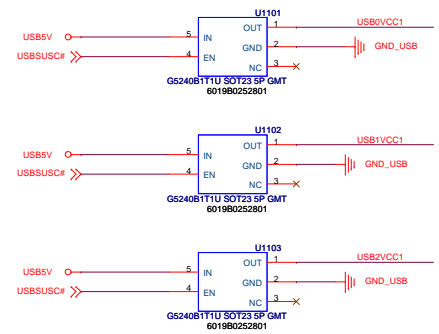 U1101
USB5V 5 IN OUT 1 USB0VCC1
GND 2 GND_USB
USBSUSC# 4 EN
NC 3
G5240B1T1U SOT23 5P GMT
6019B0252801
U1102
USB5V 5 IN OUT 1 USB1VCC1
GND 2 GND_USB
USBSUSC# 4 EN
NC 3
G5240B1T1U SOT23 5P GMT
6019B0252801
U1103
USB5V 5 IN OUT 1 USB2VCC1
GND 2 GND_USB
USBSUSC# 4 EN
NC 3
G5240B1T1U SOT23 5P GMT
6019B0252801